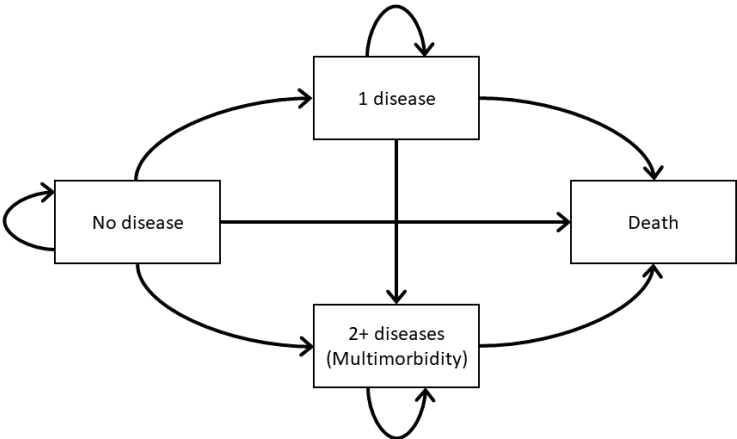 1 disease
No disease
Death
2+ diseases
(Multimorbidity)